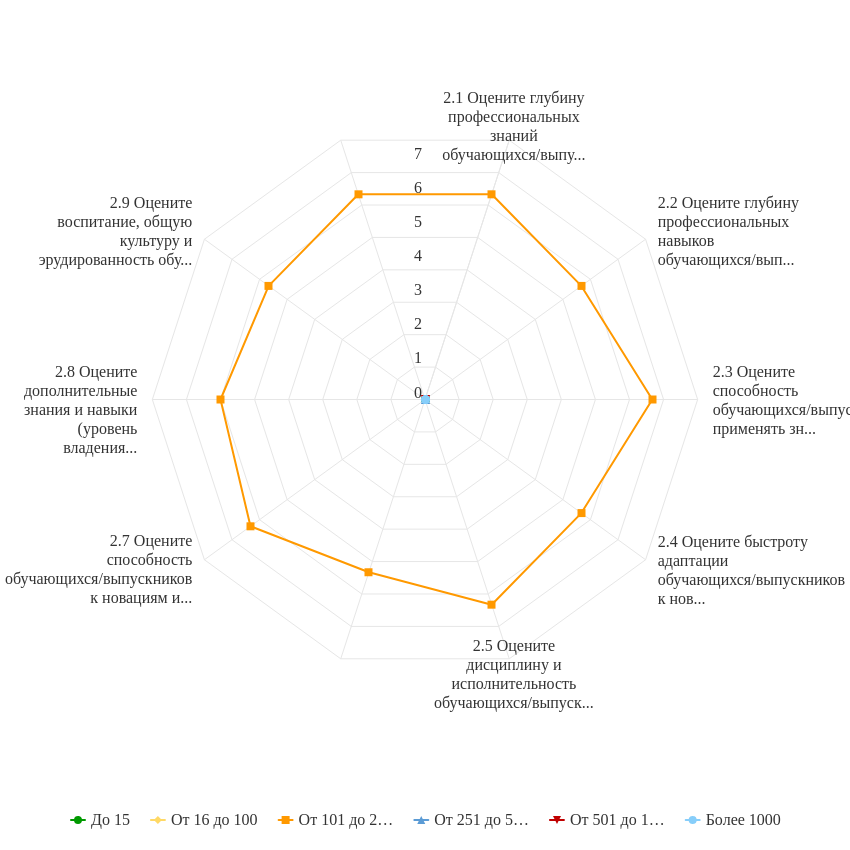 2.1 Оцените глубину
профессиональных
знаний
обучающихся/выпу...
7
6
5
4
3
2
1
0
2.2 Оцените глубину
профессиональных
навыков
обучающихся/вып...
2.3 Оцените
способность
обучающихся/выпус
применять зн...
2.4 Оцените быстроту
адаптации
обучающихся/выпускников
к нов...
2.5 Оцените
дисциплину и
исполнительность
обучающихся/выпуск...
2.7 Оцените
способность
обучающихся/выпускников
к новациям и...
2.8 Оцените
дополнительные
знания и навыки
(уровень
владения...
2.9 Оцените
воспитание, общую
культуру и
эрудированность обу...
До 15
От 16 до 100
От 101 до 2…
От 251 до 5…
От 501 до 1…
Более 1000